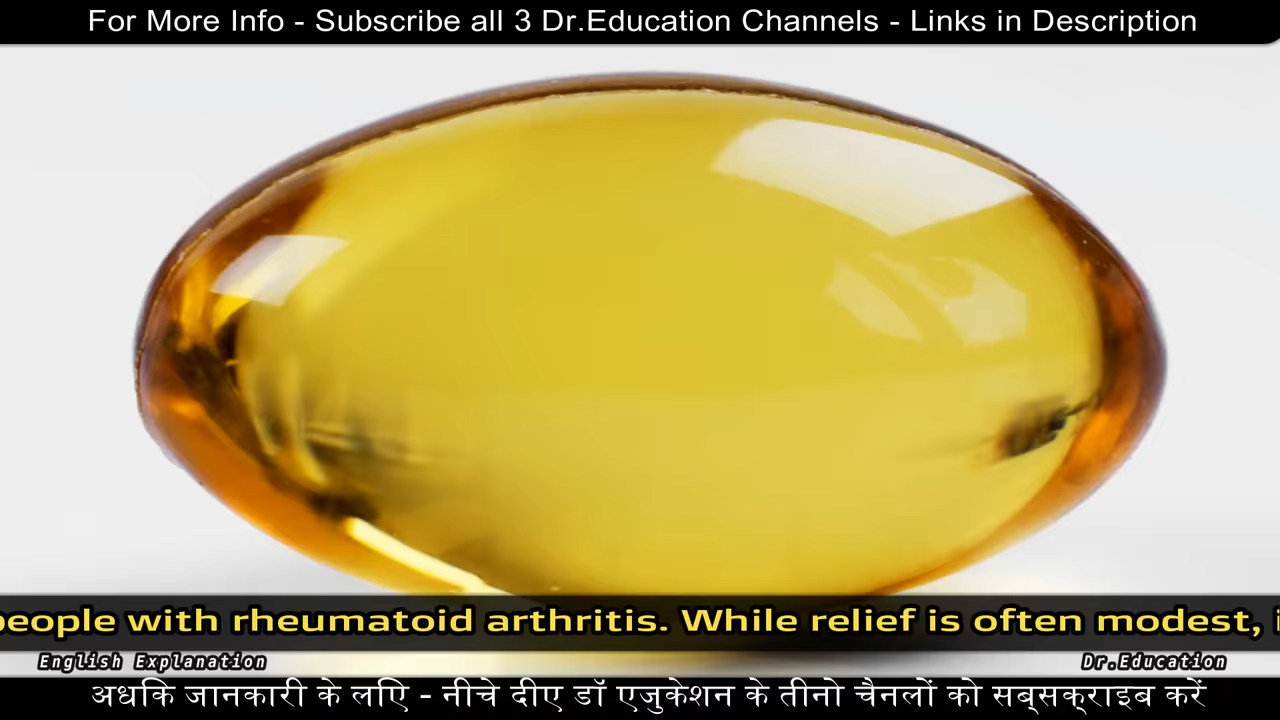 For More Info - Subscribe all 3 Dr.Education Channels - Links in Description
people with rheumatoid arthritis. While relief is often modest, i
English Explanation
Dr.Education
अधकि जानकारी के लएि - नीचे दीए डॉ एजुकेशन के तीनो चैनलों को सब्सक्राइब करें